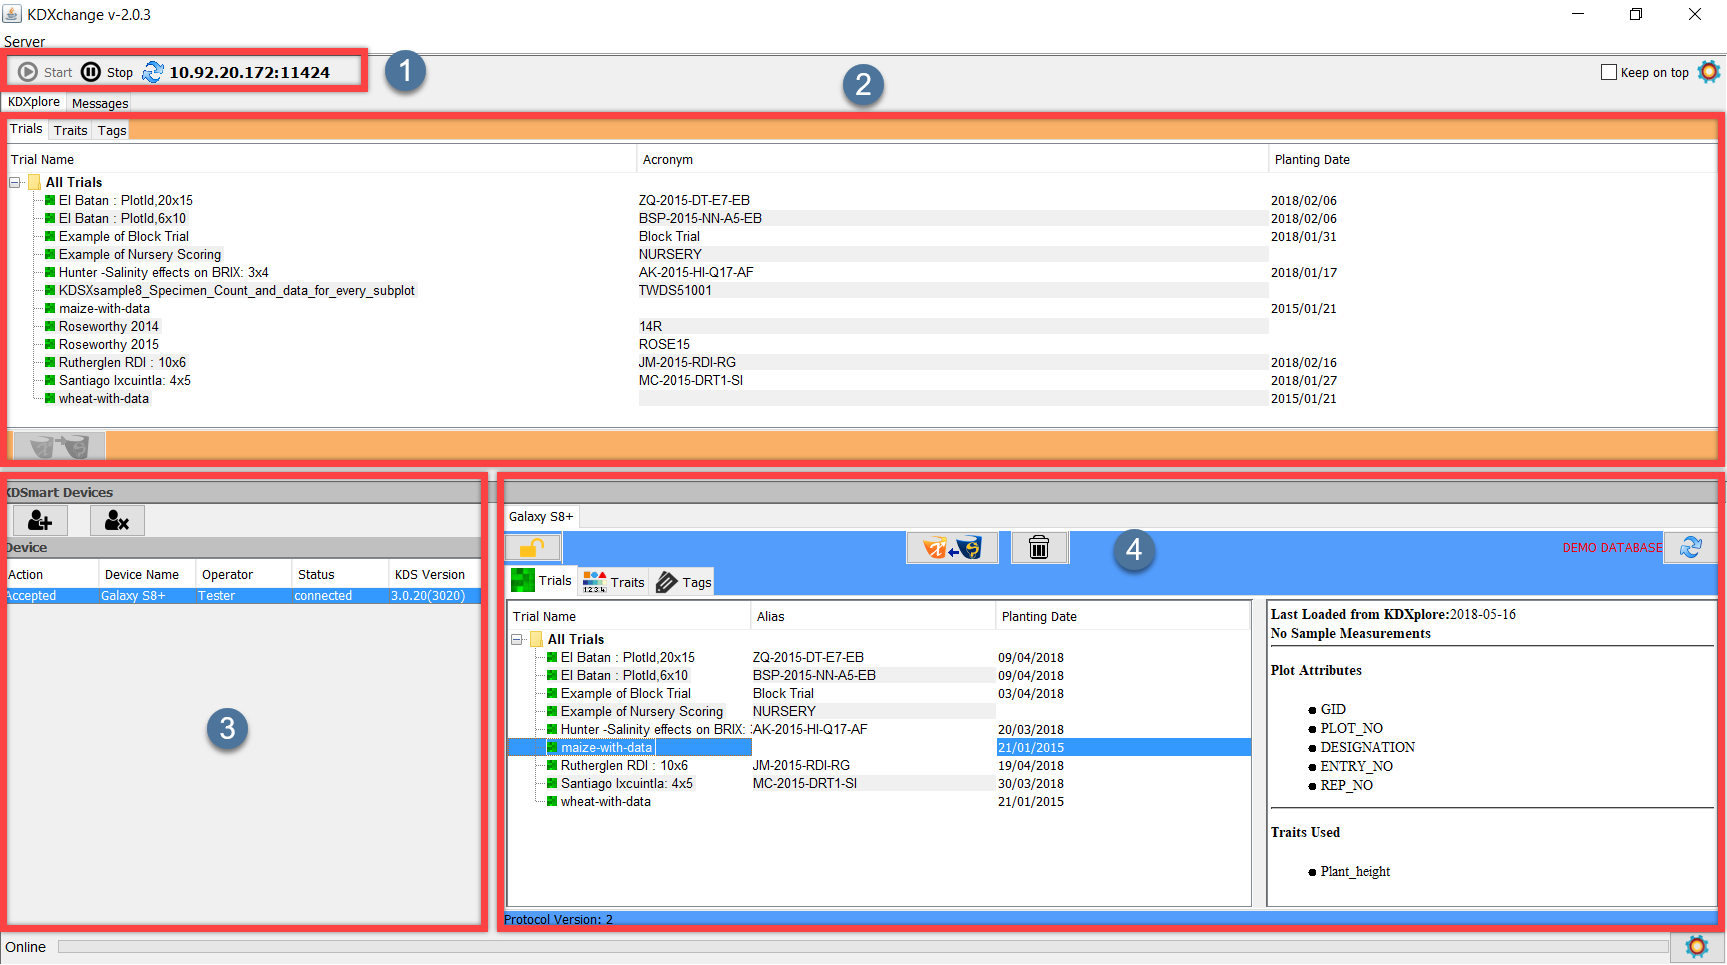 KDXchange v-2.0.3
Server
Start Stop 10.92.20.172:11424
1
2
Keep on top
KDXplore Messages
Trials Traits Tags
Trial Name Acronym Planting Date
All Trials
El Batan : PlotId,20x15 ZQ-2015-DT-E7-EB 2018/02/06
El Batan : PlotId,6x10 BSP-2015-NN-A5-EB 2018/02/06
Example of Block Trial Block Trial 2018/01/31
Example of Nursery Scoring NURSERY
Hunter -Salinity effects on BRIX: 3x4 AK-2015-HI-Q17-AF 2018/01/17
KDSXsample8_Specimen_Count_and_data_for_every_subplot TWDS51001
maize-with-data 2015/01/21
Roseworthy 2014 14R
Roseworthy 2015 ROSE15
Rutherglen RDI : 10x6 JM-2015-RDI-RG 2018/02/16
Santiago Ixcuintla: 4x5 MC-2015-DRT1-SI 2018/01/27
wheat-with-data 2015/01/21
KDSmart Devices
Device
Action Device Name Operator Status KDS Version
Accepted Galaxy S8+ Tester connected 3.0.20(3020)
3
Galaxy S8+
4
DEMO DATABASE
Trials 1 2 3.4 Traits Tags
Trial Name Alias Planting Date
All Trials
El Batan : PlotId,20x15 ZQ-2015-DT-E7-EB 09/04/2018
El Batan : PlotId,6x10 BSP-2015-NN-A5-EB 09/04/2018
Example of Block Trial Block Trial 03/04/2018
Example of Nursery Scoring NURSERY
Hunter -Salinity effects on BRIX: AK-2015-HI-Q17-AF 20/03/2018
maize-with-data 21/01/2015
Rutherglen RDI : 10x6 JM-2015-RDI-RG 19/04/2018
Santiago Ixcuintla: 4x5 MC-2015-DRT1-SI 30/03/2018
wheat-with-data 21/01/2015
Last Loaded from KDXplore:2018-05-16
No Sample Measurements
Plot Attributes
GID
PLOT_NO
DESIGNATION
ENTRY_NO
REP_NO
Traits Used
Plant_height
Protocol Version: 2
Online